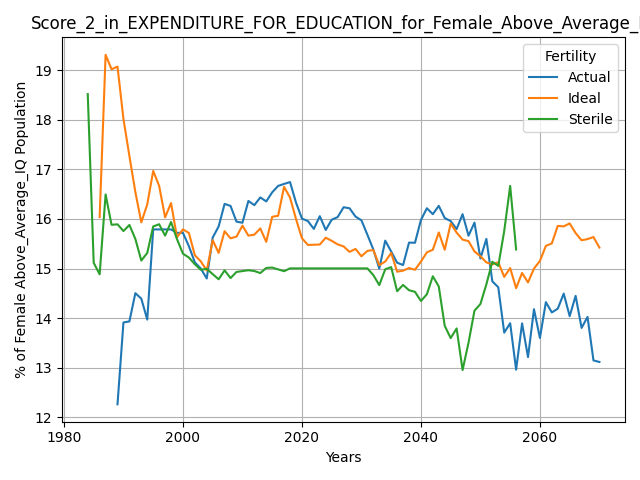 Score_2_in_EXPENDITURE_FOR_EDUCATION_for_Female_Above_Average_
% of Female Above_Average_IQ Population
19
18
17
16
15
14
13
12
1980
2000
2020
2040
2060
Years
Fertility
Actual
Ideal
Sterile